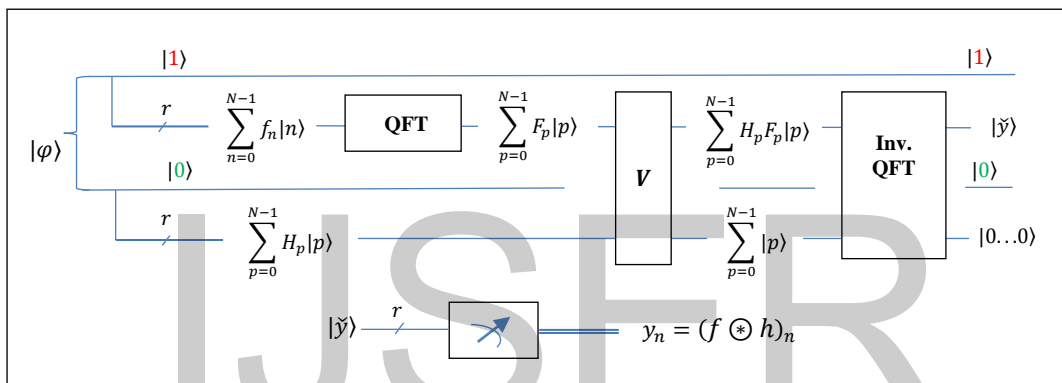 |1⟩ |1⟩
r ∑_{n=0}^{N-1} f_n|n⟩ QFT ∑_{p=0}^{N-1} F_p|p⟩ V ∑_{p=0}^{N-1} H_pF_p|p⟩ Inv. QFT |y̌⟩
|φ⟩ |0⟩ |0⟩
r ∑_{p=0}^{N-1} H_p|p⟩ ∑_{p=0}^{N-1} |p⟩ |0…0⟩
|y̌⟩ r y_n = (f ⊛ h)_n
IJSER